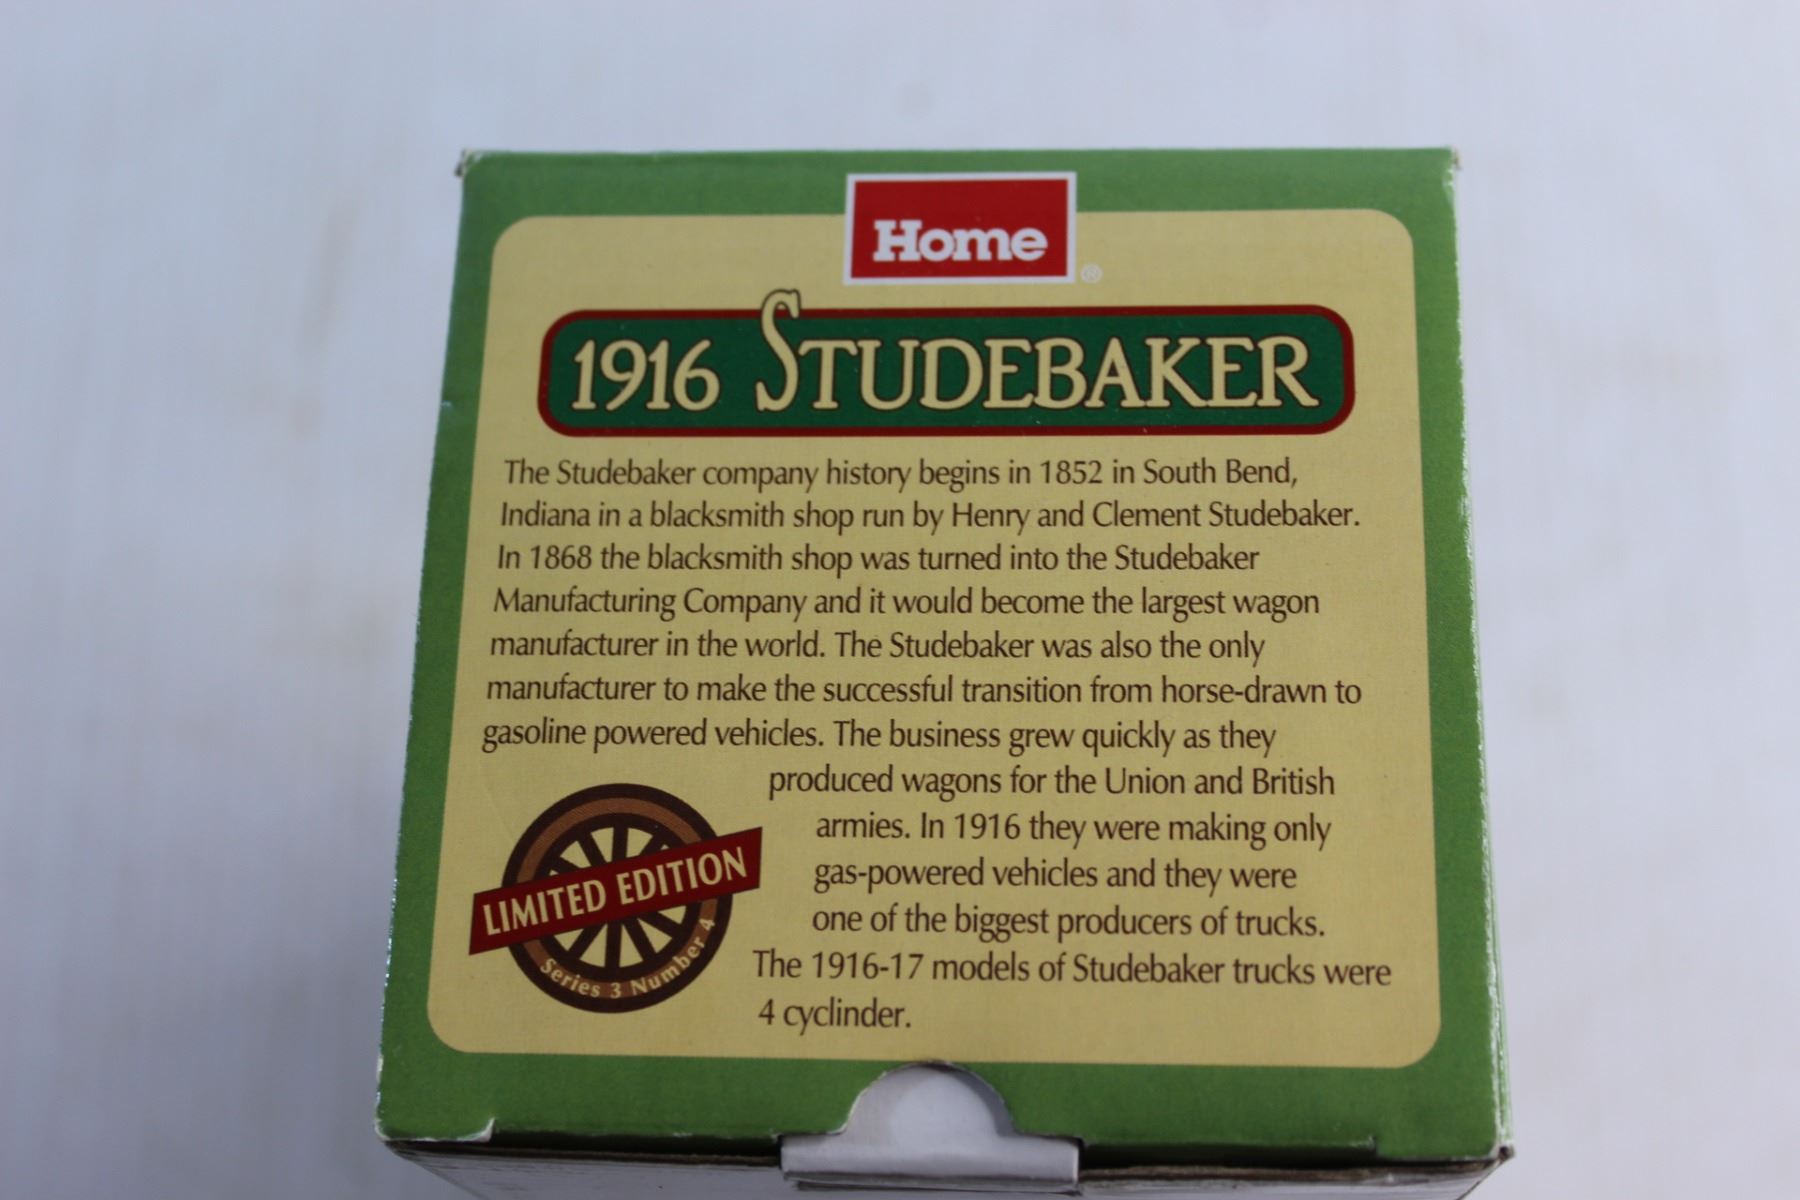 Home
®
1916 STUDEBAKER
The Studebaker company history begins in 1852 in South Bend,
Indiana in a blacksmith shop run by Henry and Clement Studebaker.
In 1868 the blacksmith shop was turned into the Studebaker
Manufacturing Company and it would become the largest wagon
manufacturer in the world. The Studebaker was also the only
manufacturer to make the successful transition from horse-drawn to
gasoline powered vehicles. The business grew quickly as they
produced wagons for the Union and British
armies. In 1916 they were making only
gas-powered vehicles and they were
one of the biggest producers of trucks.
The 1916-17 models of Studebaker trucks were
4 cyclinder.
LIMITED EDITION
Series 3 Number 4